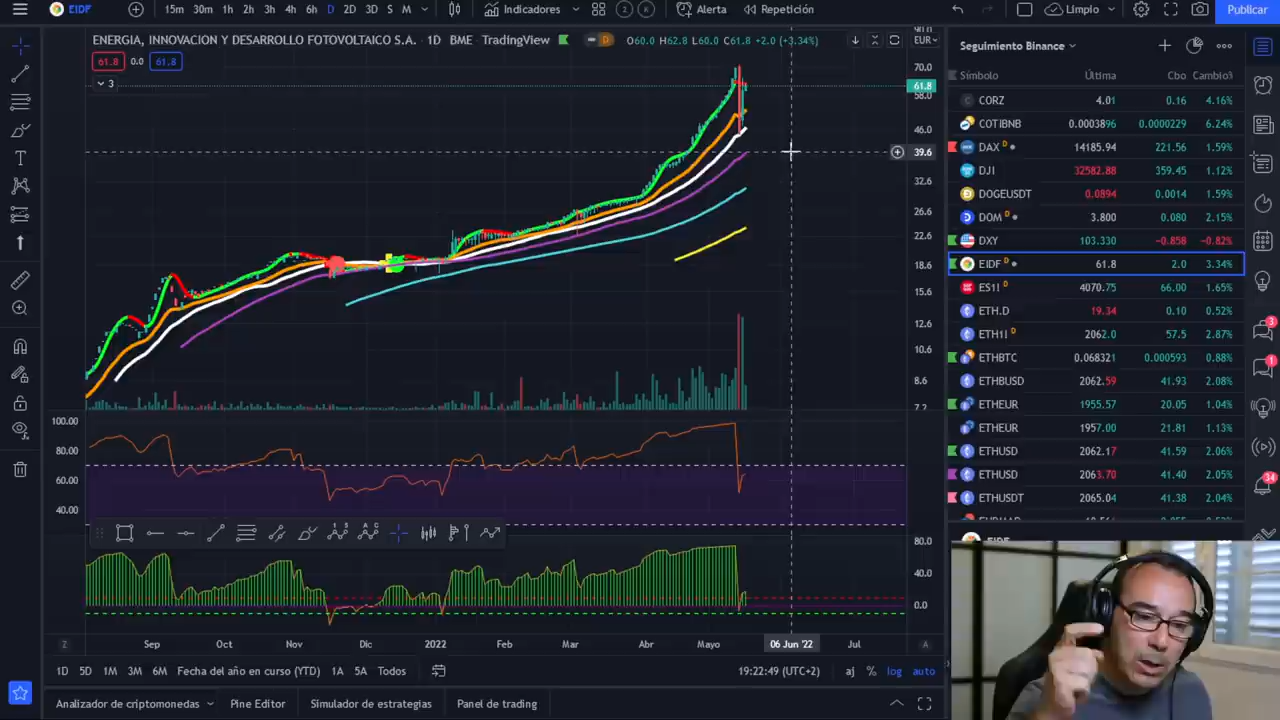 EIDF 15m 30m 1h 2h 3h 4h 6h D 2D 3D S M Indicadores 2 K Alerta Repetición Limpio Publicar
ENERGIA, INNOVACION Y DESARROLLO FOTOVOLTAICO S.A. · 1D · BME · TradingView D O60.0 H62.8 L60.0 C61.8 +2.0 (+3.34%) EUR
61.8 0.0 61.8
3
70.0
61.8
58.0
46.0
39.6
32.6
26.6
22.6
18.6
15.6
12.6
10.6
8.6
7.2
100.00
80.00
60.00
40.00
80.0
40.0
0.0
Z Sep Oct Nov Dic 2022 Feb Mar Abr Mayo 06 Jun '22 Jul A
1D 5D 1M 3M 6M Fecha del año en curso (YTD) 1A 5A Todos 19:22:49 (UTC+2) aj % log auto
Analizador de criptomonedas Pine Editor Simulador de estrategias Panel de trading
Seguimiento Binance
Símbolo Última Cbo Cambio%
CORZ 4.01 0.16 4.16%
COTIBNB 0.0003896 0.0000229 6.24%
DAX D 14185.94 221.56 1.59%
DJI 32582.88 359.45 1.12%
DOGEUSDT 0.0894 0.0014 1.59%
DOM D 3.800 0.080 2.15%
DXY 103.330 −0.858 −0.82%
EIDF D 61.8 2.0 3.34%
ES1! D 4070.75 66.00 1.65%
ETH.D 19.34 0.10 0.52%
ETH1! D 2062.0 57.5 2.87%
ETHBTC 0.068321 0.000593 0.88%
ETHBUSD 2062.59 41.93 2.08%
ETHEUR 1955.57 20.05 1.04%
ETHEUR 1957.00 21.81 1.13%
ETHUSD 2062.17 41.59 2.06%
ETHUSD 2063.70 41.40 2.05%
ETHUSDT 2065.04 41.38 2.04%
EIDF
3
1
34